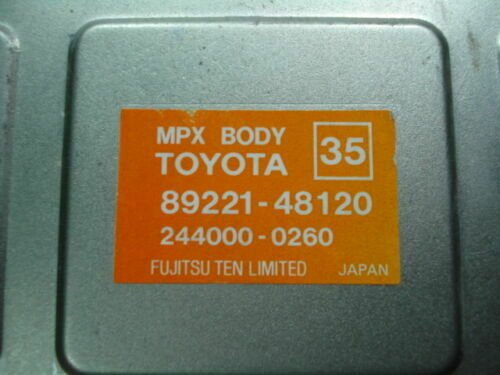 MPX BODY
TOYOTA 35
89221-48120
244000-0260
FUJITSU TEN LIMITED JAPAN